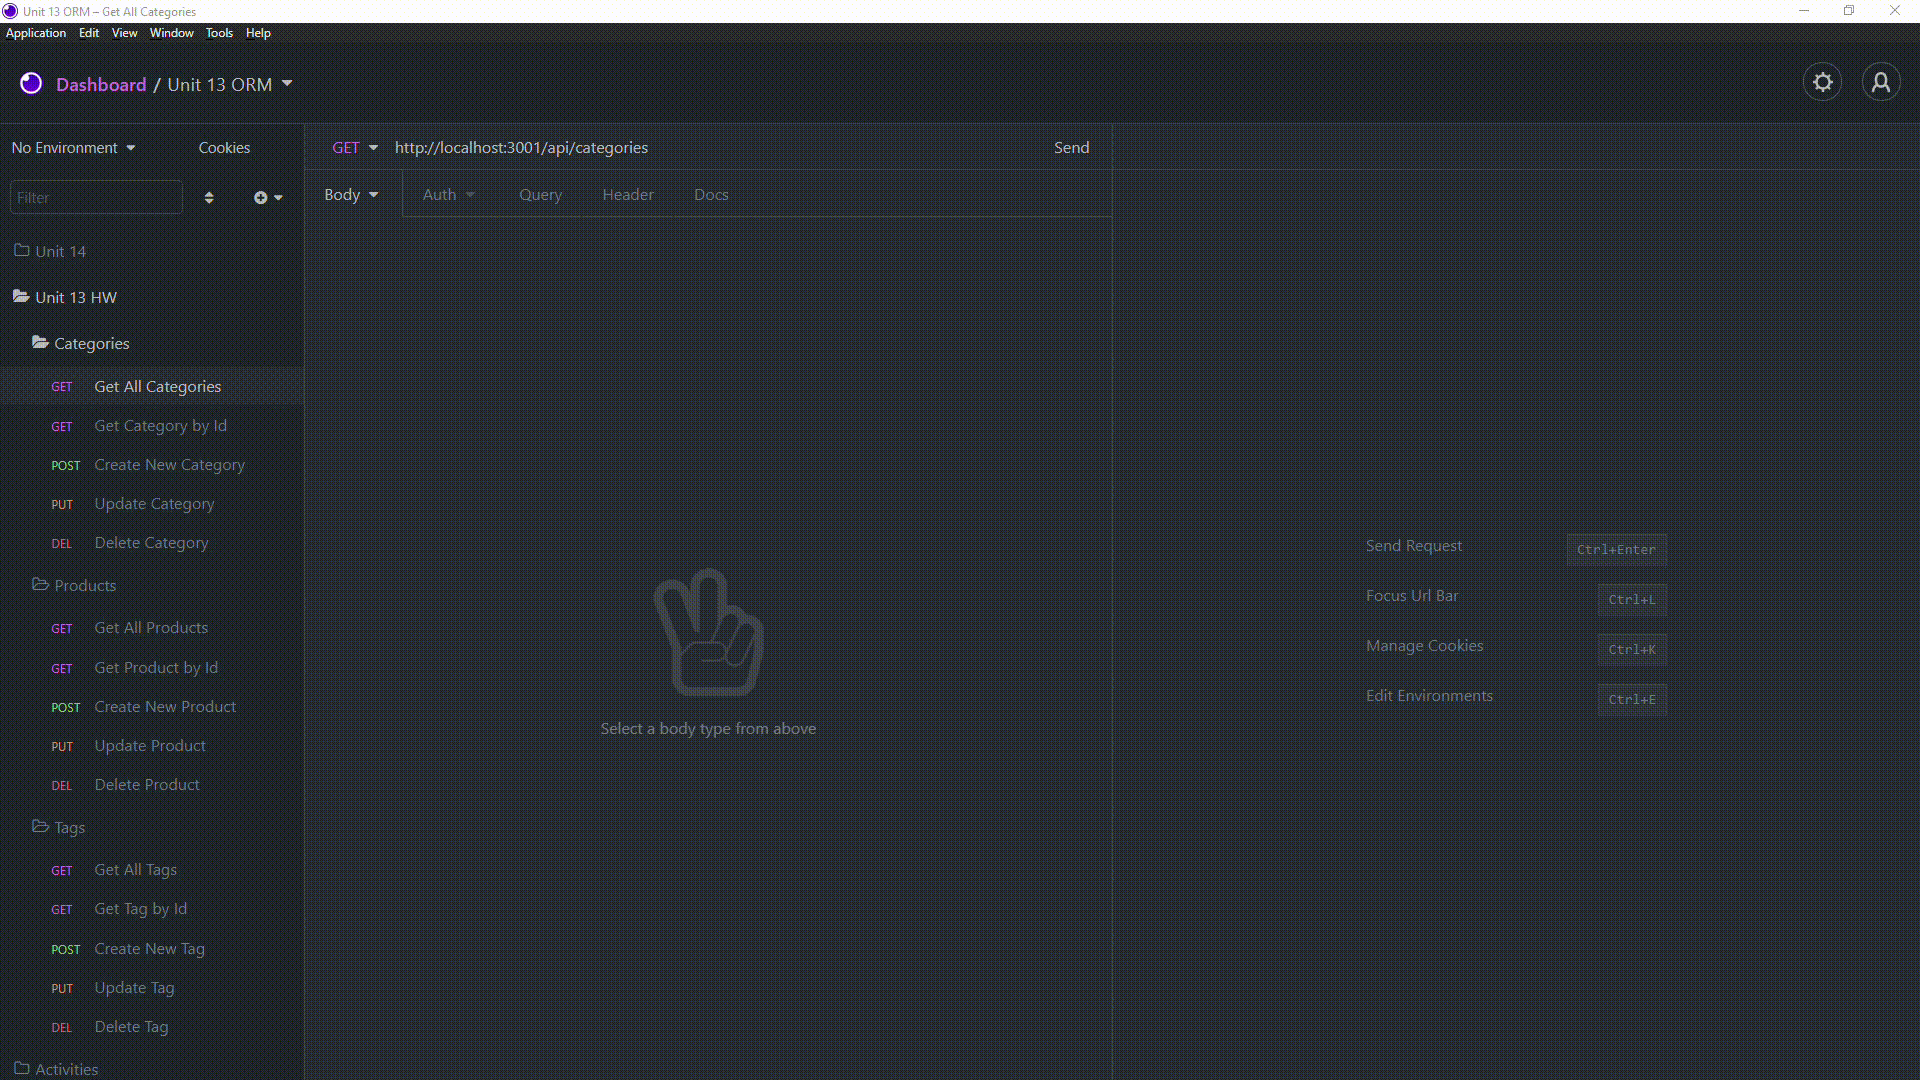 Unit 13 ORM – Get All Categories
Application Edit View Window Tools Help
Dashboard / Unit 13 ORM
No Environment Cookies
GET http://localhost:3001/api/categories Send
Filter
Body Auth Query Header Docs
Unit 14
Unit 13 HW
Categories
GET Get All Categories
GET Get Category by Id
POST Create New Category
PUT Update Category
DEL Delete Category
Products
GET Get All Products
GET Get Product by Id
POST Create New Product
PUT Update Product
DEL Delete Product
Tags
GET Get All Tags
GET Get Tag by Id
POST Create New Tag
PUT Update Tag
DEL Delete Tag
Activities
Select a body type from above
Send Request Ctrl+Enter
Focus Url Bar Ctrl+L
Manage Cookies Ctrl+K
Edit Environments Ctrl+E